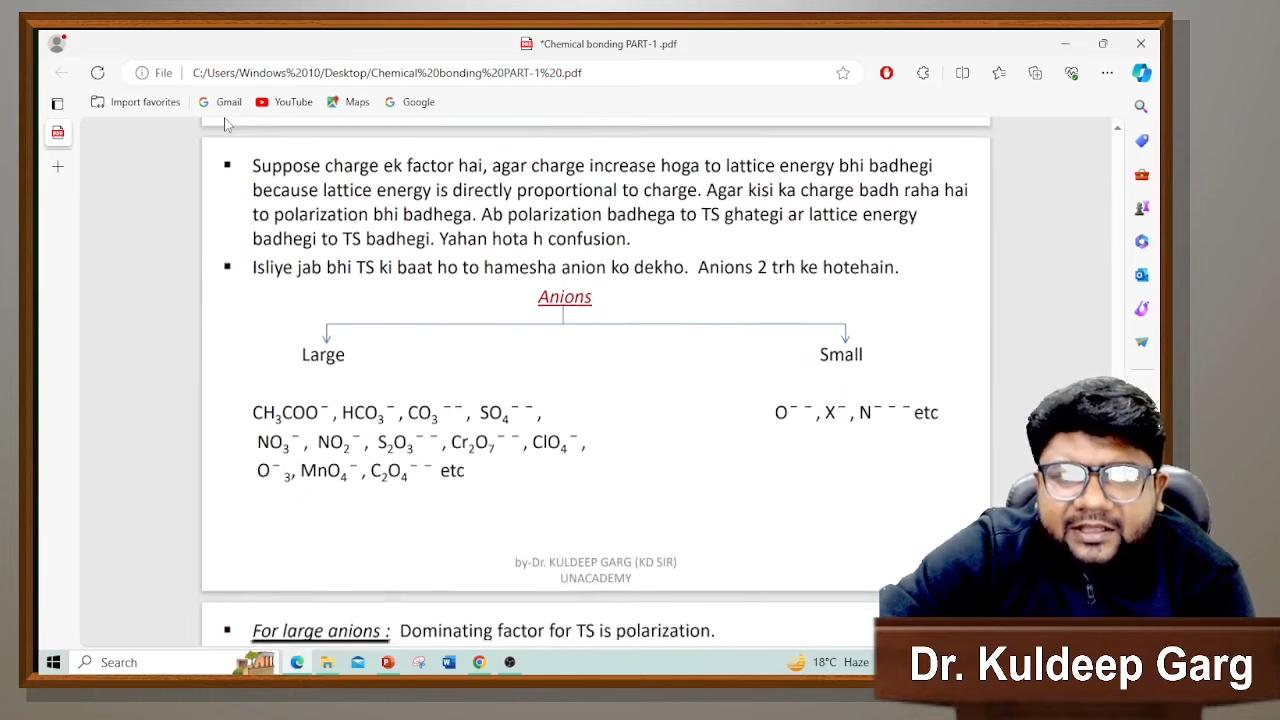 *Chemical bonding PART-1 .pdf
File
C:/Users/Windows%2010/Desktop/Chemical%20bonding%20PART-1%20.pdf
Import favorites
Gmail
YouTube
Maps
Google
▪ Suppose charge ek factor hai, agar charge increase hoga to lattice energy bhi badhegi
because lattice energy is directly proportional to charge. Agar kisi ka charge badh raha hai
to polarization bhi badhega. Ab polarization badhega to TS ghategi ar lattice energy
badhegi to TS badhegi. Yahan hota h confusion.
▪ Isliye jab bhi TS ki baat ho to hamesha anion ko dekho. Anions 2 trh ke hotehain.
Anions
Large
Small
CH₃COO⁻, HCO₃⁻, CO₃⁻⁻, SO₄⁻⁻,
NO₃⁻, NO₂⁻, S₂O₃⁻⁻, Cr₂O₇⁻⁻, ClO₄⁻,
O⁻₃, MnO₄⁻, C₂O₄⁻⁻ etc
O⁻⁻, X⁻, N⁻⁻⁻ etc
by-Dr. KULDEEP GARG (KD SIR)
UNACADEMY
▪ For large anions : Dominating factor for TS is polarization.
Search
18°C Haze
Dr. Kuldeep Garg